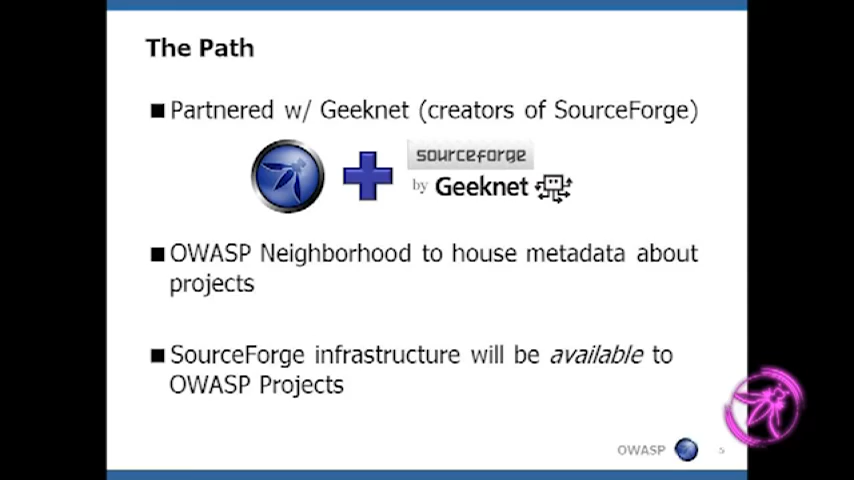 The Path
Partnered w/ Geeknet (creators of SourceForge)
sourceforge
by Geeknet
OWASP Neighborhood to house metadata about
projects
SourceForge infrastructure will be available to
OWASP Projects
OWASP 5